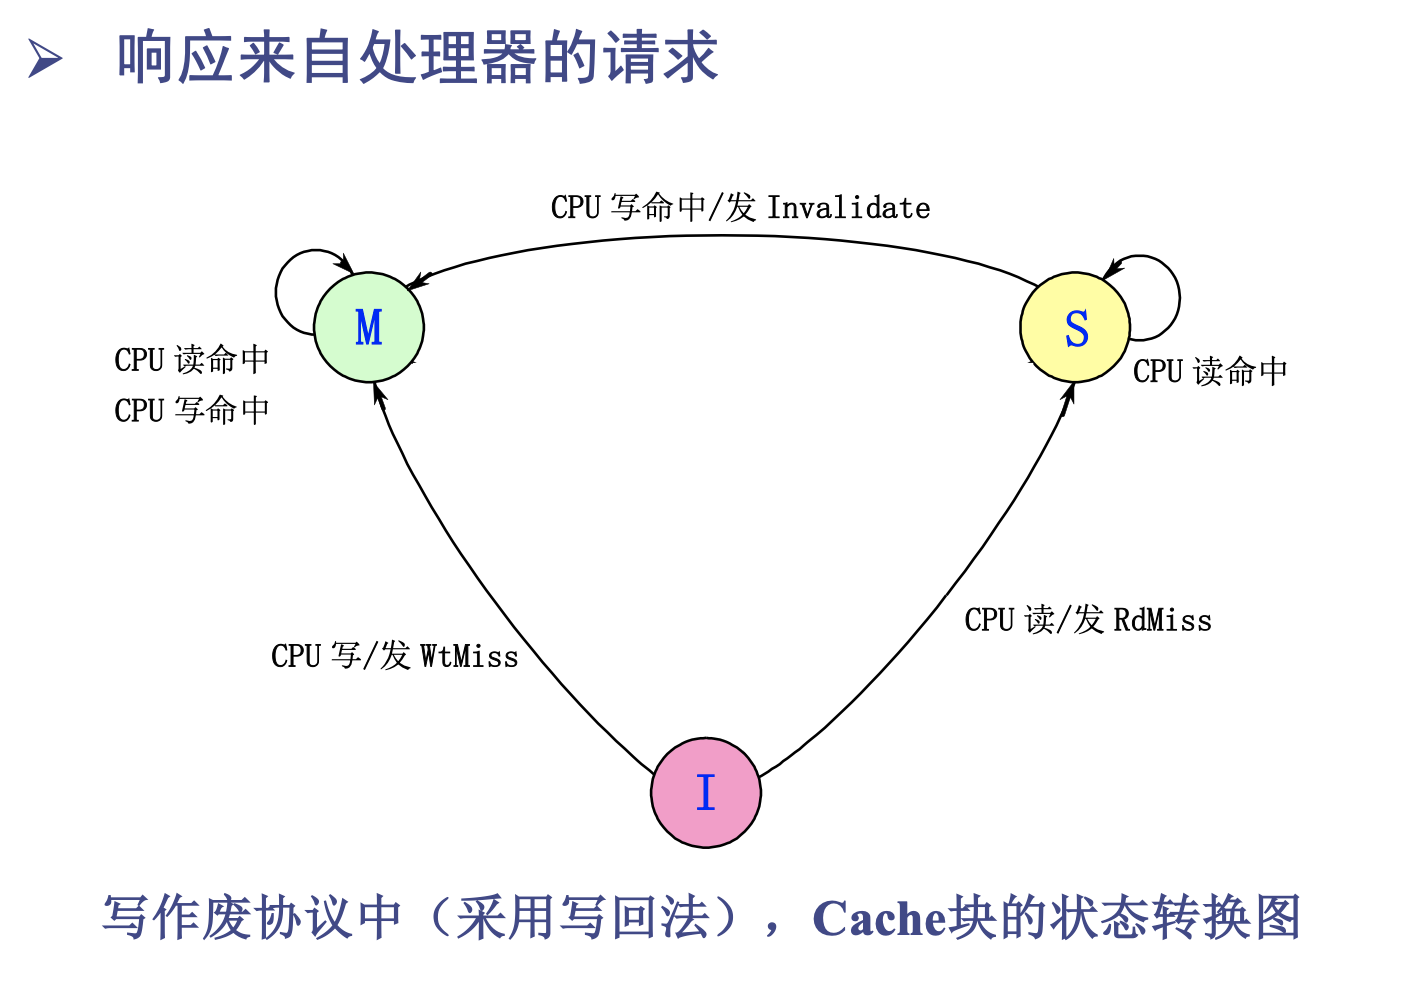 响应来自处理器的请求
CPU 写命中/发 Invalidate
M
S
CPU 读命中
CPU 写命中
CPU 读命中
CPU 读/发 RdMiss
CPU 写/发 WtMiss
I
写作废协议中（采用写回法），Cache块的状态转换图